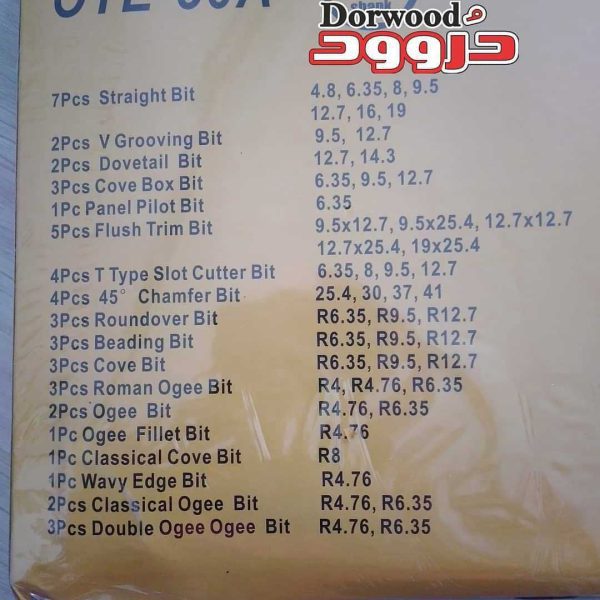 Dorwood
دروود
shank
7Pcs Straight Bit 4.8, 6.35, 8, 9.5
12.7, 16, 19
2Pcs V Grooving Bit 9.5, 12.7
2Pcs Dovetail Bit 12.7, 14.3
3Pcs Cove Box Bit 6.35, 9.5, 12.7
1Pc Panel Pilot Bit 6.35
5Pcs Flush Trim Bit 9.5x12.7, 9.5x25.4, 12.7x12.7
12.7x25.4, 19x25.4
4Pcs T Type Slot Cutter Bit 6.35, 8, 9.5, 12.7
4Pcs 45° Chamfer Bit 25.4, 30, 37, 41
3Pcs Roundover Bit R6.35, R9.5, R12.7
3Pcs Beading Bit R6.35, R9.5, R12.7
3Pcs Cove Bit R6.35, R9.5, R12.7
3Pcs Roman Ogee Bit R4, R4.76, R6.35
2Pcs Ogee Bit R4.76, R6.35
1Pc Ogee Fillet Bit R4.76
1Pc Classical Cove Bit R8
1Pc Wavy Edge Bit R4.76
2Pcs Classical Ogee Bit R4.76, R6.35
3Pcs Double Ogee Ogee Bit R4.76, R6.35